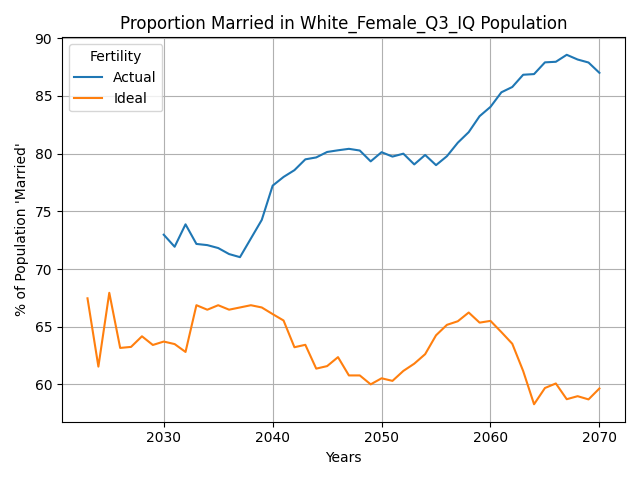 Proportion Married in White_Female_Q3_IQ Population
% of Population 'Married'
90
85
80
75
70
65
60
Fertility
Actual
Ideal
2030 2040 2050 2060 2070
Years